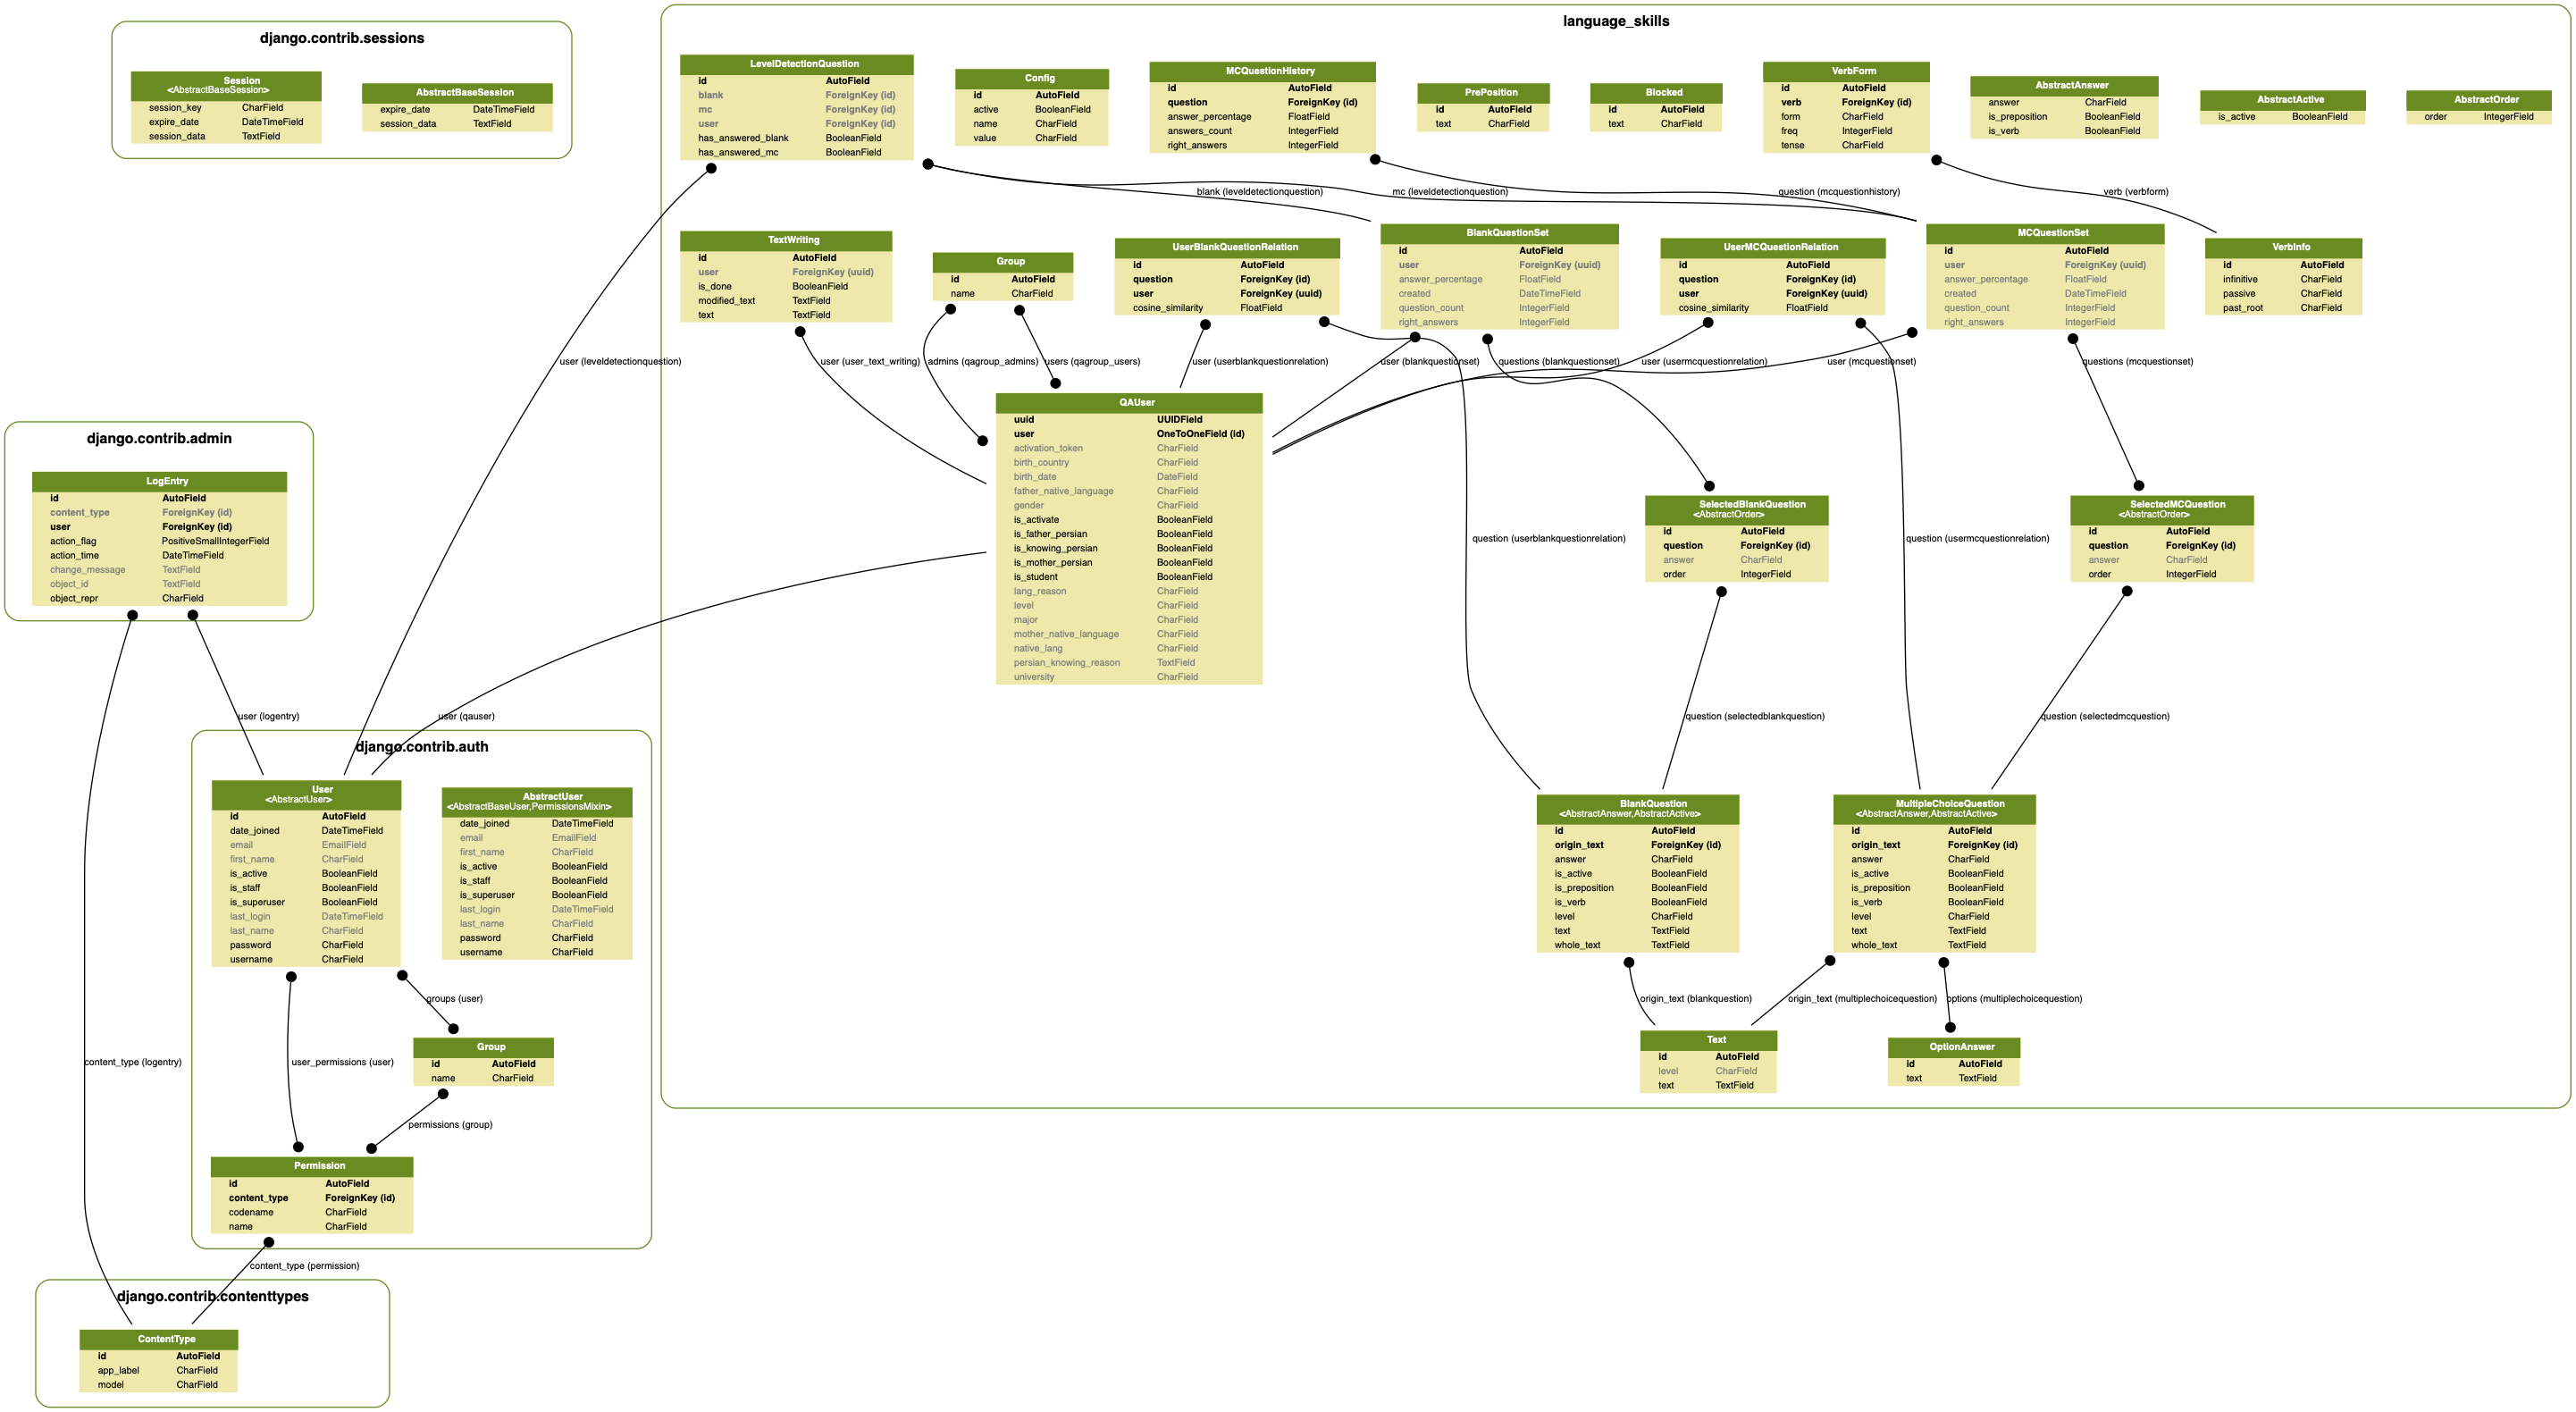 django.contrib.sessions
Session
<AbstractBaseSession>
session_key CharField
expire_date DateTimeField
session_data TextField
AbstractBaseSession
expire_date DateTimeField
session_data TextField
language_skills
LevelDetectionQuestion
id AutoField
blank ForeignKey (id)
mc ForeignKey (id)
user ForeignKey (id)
has_answered_blank BooleanField
has_answered_mc BooleanField
Config
id AutoField
active BooleanField
name CharField
value CharField
MCQuestionHistory
id AutoField
question ForeignKey (id)
answer_percentage FloatField
answers_count IntegerField
right_answers IntegerField
PrePosition
id AutoField
text CharField
Blocked
id AutoField
text CharField
VerbForm
id AutoField
verb ForeignKey (id)
form CharField
freq IntegerField
tense CharField
AbstractAnswer
answer CharField
is_preposition BooleanField
is_verb BooleanField
AbstractActive
is_active BooleanField
AbstractOrder
order IntegerField
blank (leveldetectionquestion)
mc (leveldetectionquestion)
question (mcquestionhistory)
verb (verbform)
TextWriting
id AutoField
user ForeignKey (uuid)
is_done BooleanField
modified_text TextField
text TextField
Group
id AutoField
name CharField
UserBlankQuestionRelation
id AutoField
question ForeignKey (id)
user ForeignKey (uuid)
cosine_similarity FloatField
BlankQuestionSet
id AutoField
user ForeignKey (uuid)
answer_percentage FloatField
created DateTimeField
question_count IntegerField
right_answers IntegerField
UserMCQuestionRelation
id AutoField
question ForeignKey (id)
user ForeignKey (uuid)
cosine_similarity FloatField
MCQuestionSet
id AutoField
user ForeignKey (uuid)
answer_percentage FloatField
created DateTimeField
question_count IntegerField
right_answers IntegerField
VerbInfo
id AutoField
infinitive CharField
passive CharField
past_root CharField
user (leveldetectionquestion)
user (user_text_writing)
admins (qagroup_admins)
users (qagroup_users)
user (userblankquestionrelation)
user (blankquestionset)
questions (blankquestionset)
user (usermcquestionrelation)
user (mcquestionset)
questions (mcquestionset)
QAUser
uuid UUIDField
user OneToOneField (id)
activation_token CharField
birth_country CharField
birth_date DateField
father_native_language CharField
gender CharField
is_activate BooleanField
is_father_persian BooleanField
is_knowing_persian BooleanField
is_mother_persian BooleanField
is_student BooleanField
lang_reason CharField
level CharField
major CharField
mother_native_language CharField
native_lang CharField
persian_knowing_reason TextField
university CharField
django.contrib.admin
LogEntry
id AutoField
content_type ForeignKey (id)
user ForeignKey (id)
action_flag PositiveSmallIntegerField
action_time DateTimeField
change_message TextField
object_id TextField
object_repr CharField
SelectedBlankQuestion
<AbstractOrder>
id AutoField
question ForeignKey (id)
answer CharField
order IntegerField
SelectedMCQuestion
<AbstractOrder>
id AutoField
question ForeignKey (id)
answer CharField
order IntegerField
question (userblankquestionrelation)
question (usermcquestionrelation)
user (logentry)
user (qauser)
question (selectedblankquestion)
question (selectedmcquestion)
django.contrib.auth
User
<AbstractUser>
id AutoField
date_joined DateTimeField
email EmailField
first_name CharField
is_active BooleanField
is_staff BooleanField
is_superuser BooleanField
last_login DateTimeField
last_name CharField
password CharField
username CharField
AbstractUser
<AbstractBaseUser,PermissionsMixin>
date_joined DateTimeField
email EmailField
first_name CharField
is_active BooleanField
is_staff BooleanField
is_superuser BooleanField
last_login DateTimeField
last_name CharField
password CharField
username CharField
BlankQuestion
<AbstractAnswer,AbstractActive>
id AutoField
origin_text ForeignKey (id)
answer CharField
is_active BooleanField
is_preposition BooleanField
is_verb BooleanField
level CharField
text TextField
whole_text TextField
MultipleChoiceQuestion
<AbstractAnswer,AbstractActive>
id AutoField
origin_text ForeignKey (id)
answer CharField
is_active BooleanField
is_preposition BooleanField
is_verb BooleanField
level CharField
text TextField
whole_text TextField
groups (user)
origin_text (blankquestion)
origin_text (multiplechoicequestion)
options (multiplechoicequestion)
content_type (logentry)
user_permissions (user)
Group
id AutoField
name CharField
Text
id AutoField
level CharField
text TextField
OptionAnswer
id AutoField
text TextField
permissions (group)
Permission
id AutoField
content_type ForeignKey (id)
codename CharField
name CharField
content_type (permission)
django.contrib.contenttypes
ContentType
id AutoField
app_label CharField
model CharField